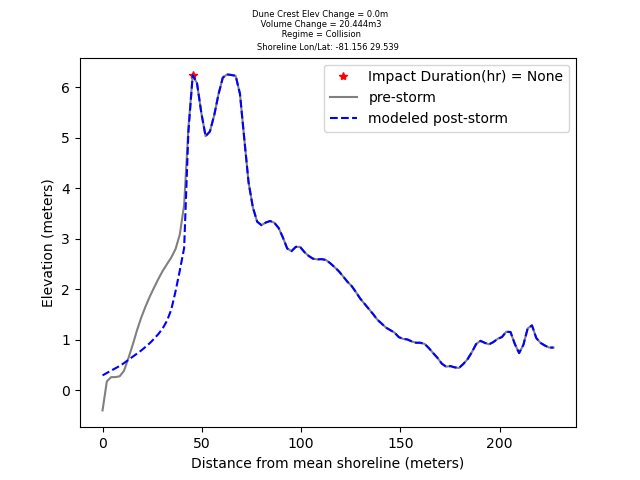 Dune Crest Elev Change = 0.0m
Volume Change = 20.444m3
Regime = Collision
Shoreline Lon/Lat: -81.156 29.539
Impact Duration(hr) = None
pre-storm
modeled post-storm
Elevation (meters)
6
5
4
3
2
1
0
0 50 100 150 200
Distance from mean shoreline (meters)